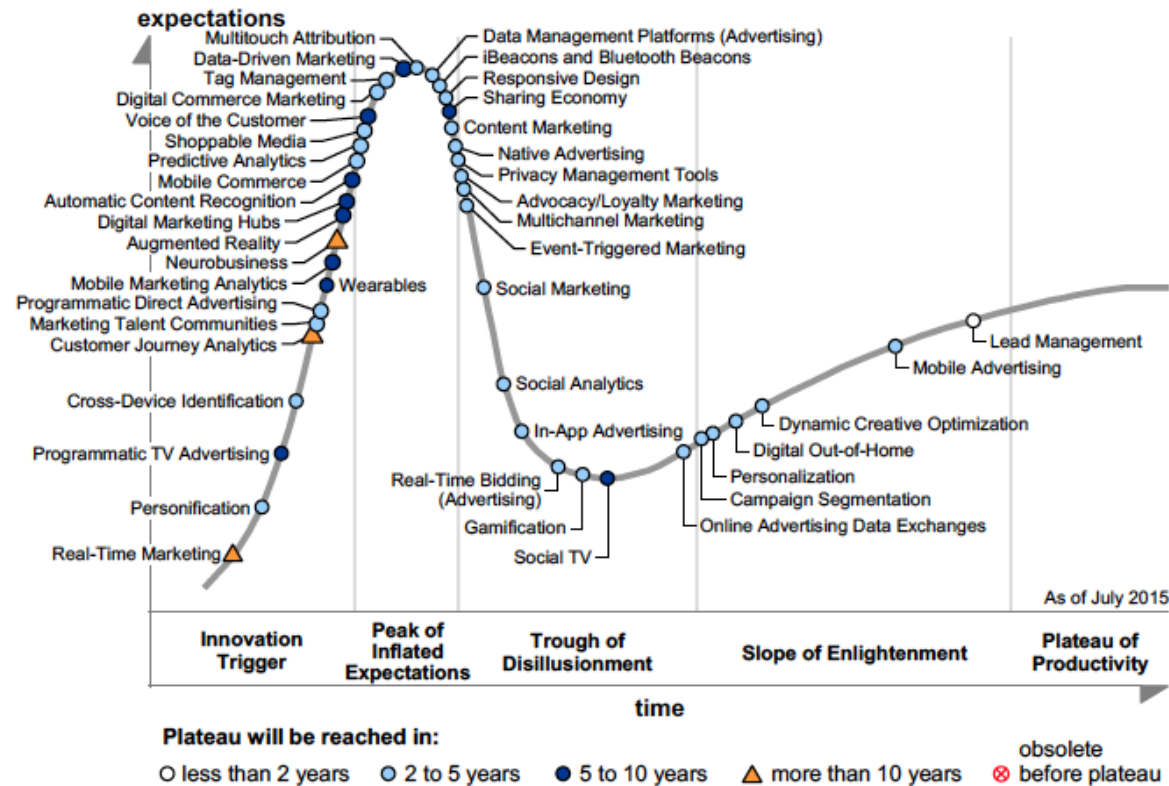 expectations
Multitouch Attribution
Data-Driven Marketing
Tag Management
Digital Commerce Marketing
Voice of the Customer
Shoppable Media
Predictive Analytics
Mobile Commerce
Automatic Content Recognition
Digital Marketing Hubs
Augmented Reality
Neurobusiness
Mobile Marketing Analytics
Wearables
Programmatic Direct Advertising
Marketing Talent Communities
Customer Journey Analytics
Cross-Device Identification
Programmatic TV Advertising
Personification
Real-Time Marketing
Data Management Platforms (Advertising)
iBeacons and Bluetooth Beacons
Responsive Design
Sharing Economy
Content Marketing
Native Advertising
Privacy Management Tools
Advocacy/Loyalty Marketing
Multichannel Marketing
Event-Triggered Marketing
Social Marketing
Social Analytics
In-App Advertising
Real-Time Bidding
(Advertising)
Gamification
Social TV
Lead Management
Mobile Advertising
Dynamic Creative Optimization
Digital Out-of-Home
Personalization
Campaign Segmentation
Online Advertising Data Exchanges
As of July 2015
Innovation
Trigger
Peak of
Inflated
Expectations
Trough of
Disillusionment
Slope of Enlightenment
Plateau of
Productivity
time
Plateau will be reached in:
less than 2 years
2 to 5 years
5 to 10 years
more than 10 years
obsolete
before plateau